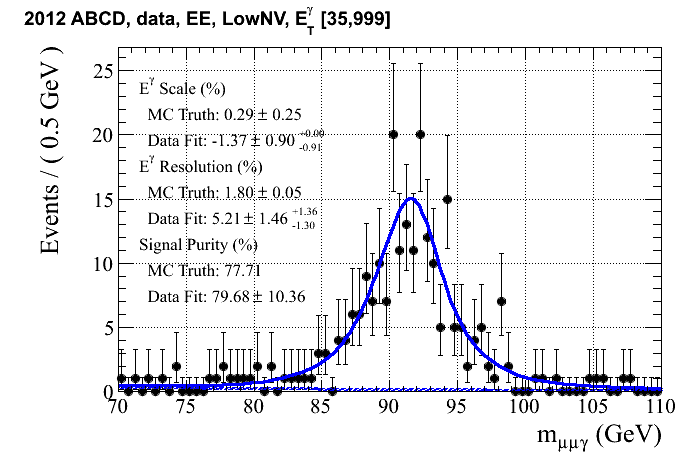 2012 ABCD, data, EE, LowNV, E_T^γ [35,999]
Events / ( 0.5 GeV )
25
20
15
10
5
0
E^γ Scale (%)
MC Truth: 0.29 ± 0.25
Data Fit: -1.37 ± 0.90 +0.00 -0.91
E^γ Resolution (%)
MC Truth: 1.80 ± 0.05
Data Fit: 5.21 ± 1.46 +1.36 -1.30
Signal Purity (%)
MC Truth: 77.71
Data Fit: 79.68 ± 10.36
70 75 80 85 90 95 100 105 110
m_μμγ (GeV)